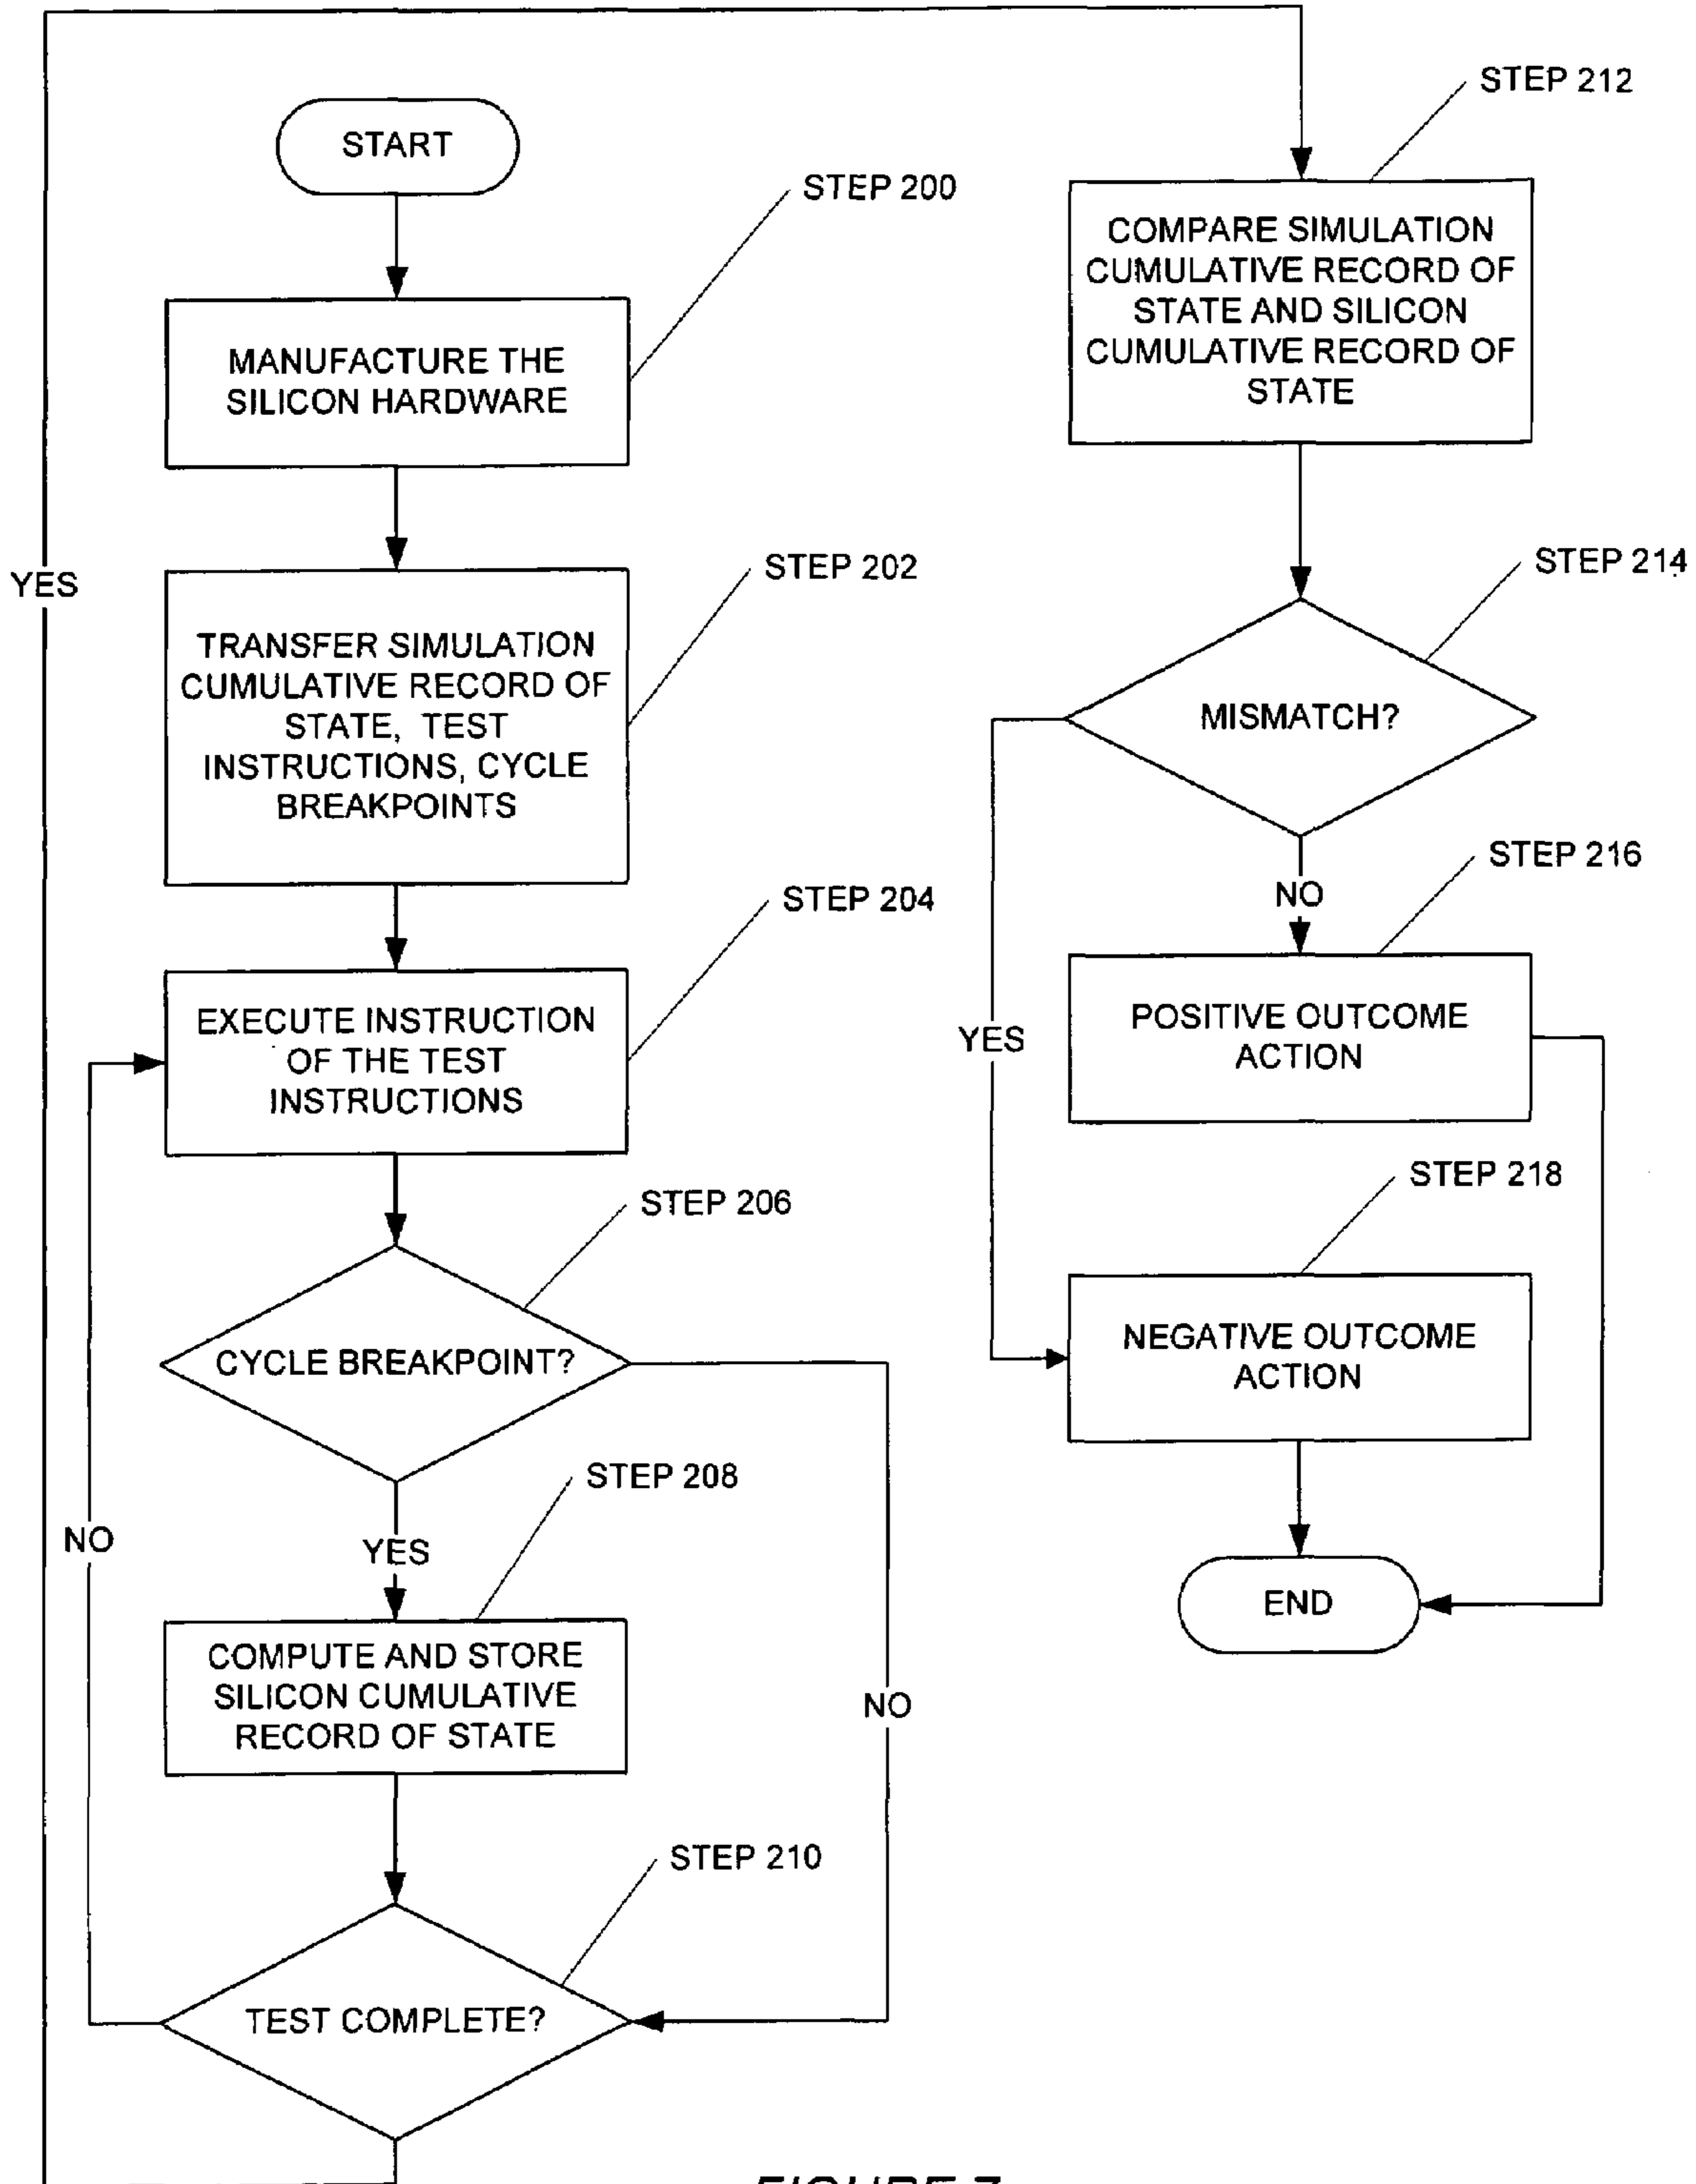 START
STEP 200
MANUFACTURE THE
SILICON HARDWARE
STEP 202
TRANSFER SIMULATION
CUMULATIVE RECORD OF
STATE, TEST
INSTRUCTIONS, CYCLE
BREAKPOINTS
STEP 204
EXECUTE INSTRUCTION
OF THE TEST
INSTRUCTIONS
STEP 206
CYCLE BREAKPOINT?
YES
NO
STEP 208
COMPUTE AND STORE
SILICON CUMULATIVE
RECORD OF STATE
STEP 210
TEST COMPLETE?
NO
YES
STEP 212
COMPARE SIMULATION
CUMULATIVE RECORD OF
STATE AND SILICON
CUMULATIVE RECORD OF
STATE
STEP 214
MISMATCH?
NO
YES
STEP 216
POSITIVE OUTCOME
ACTION
STEP 218
NEGATIVE OUTCOME
ACTION
END